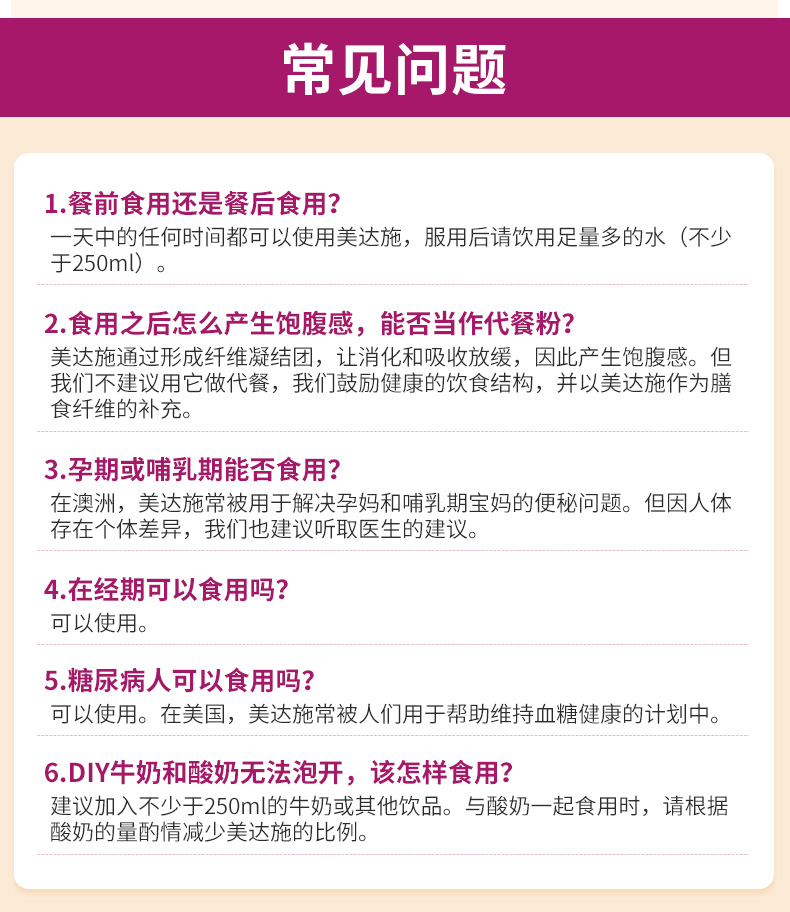 常见问题
1.餐前食用还是餐后食用？
一天中的任何时间都可以使用美达施，服用后请饮用足量多的水（不少
于250ml）。
2.食用之后怎么产生饱腹感，能否当作代餐粉？
美达施通过形成纤维凝结团，让消化和吸收放缓，因此产生饱腹感。但
我们不建议用它做代餐，我们鼓励健康的饮食结构，并以美达施作为膳
食纤维的补充。
3.孕期或哺乳期能否食用？
在澳洲，美达施常被用于解决孕妈和哺乳期宝妈的便秘问题。但因人体
存在个体差异，我们也建议听取医生的建议。
4.在经期可以食用吗？
可以使用。
5.糖尿病人可以食用吗？
可以使用。在美国，美达施常被人们用于帮助维持血糖健康的计划中。
6.DIY牛奶和酸奶无法泡开，该怎样食用？
建议加入不少于250ml的牛奶或其他饮品。与酸奶一起食用时，请根据
酸奶的量酌情减少美达施的比例。